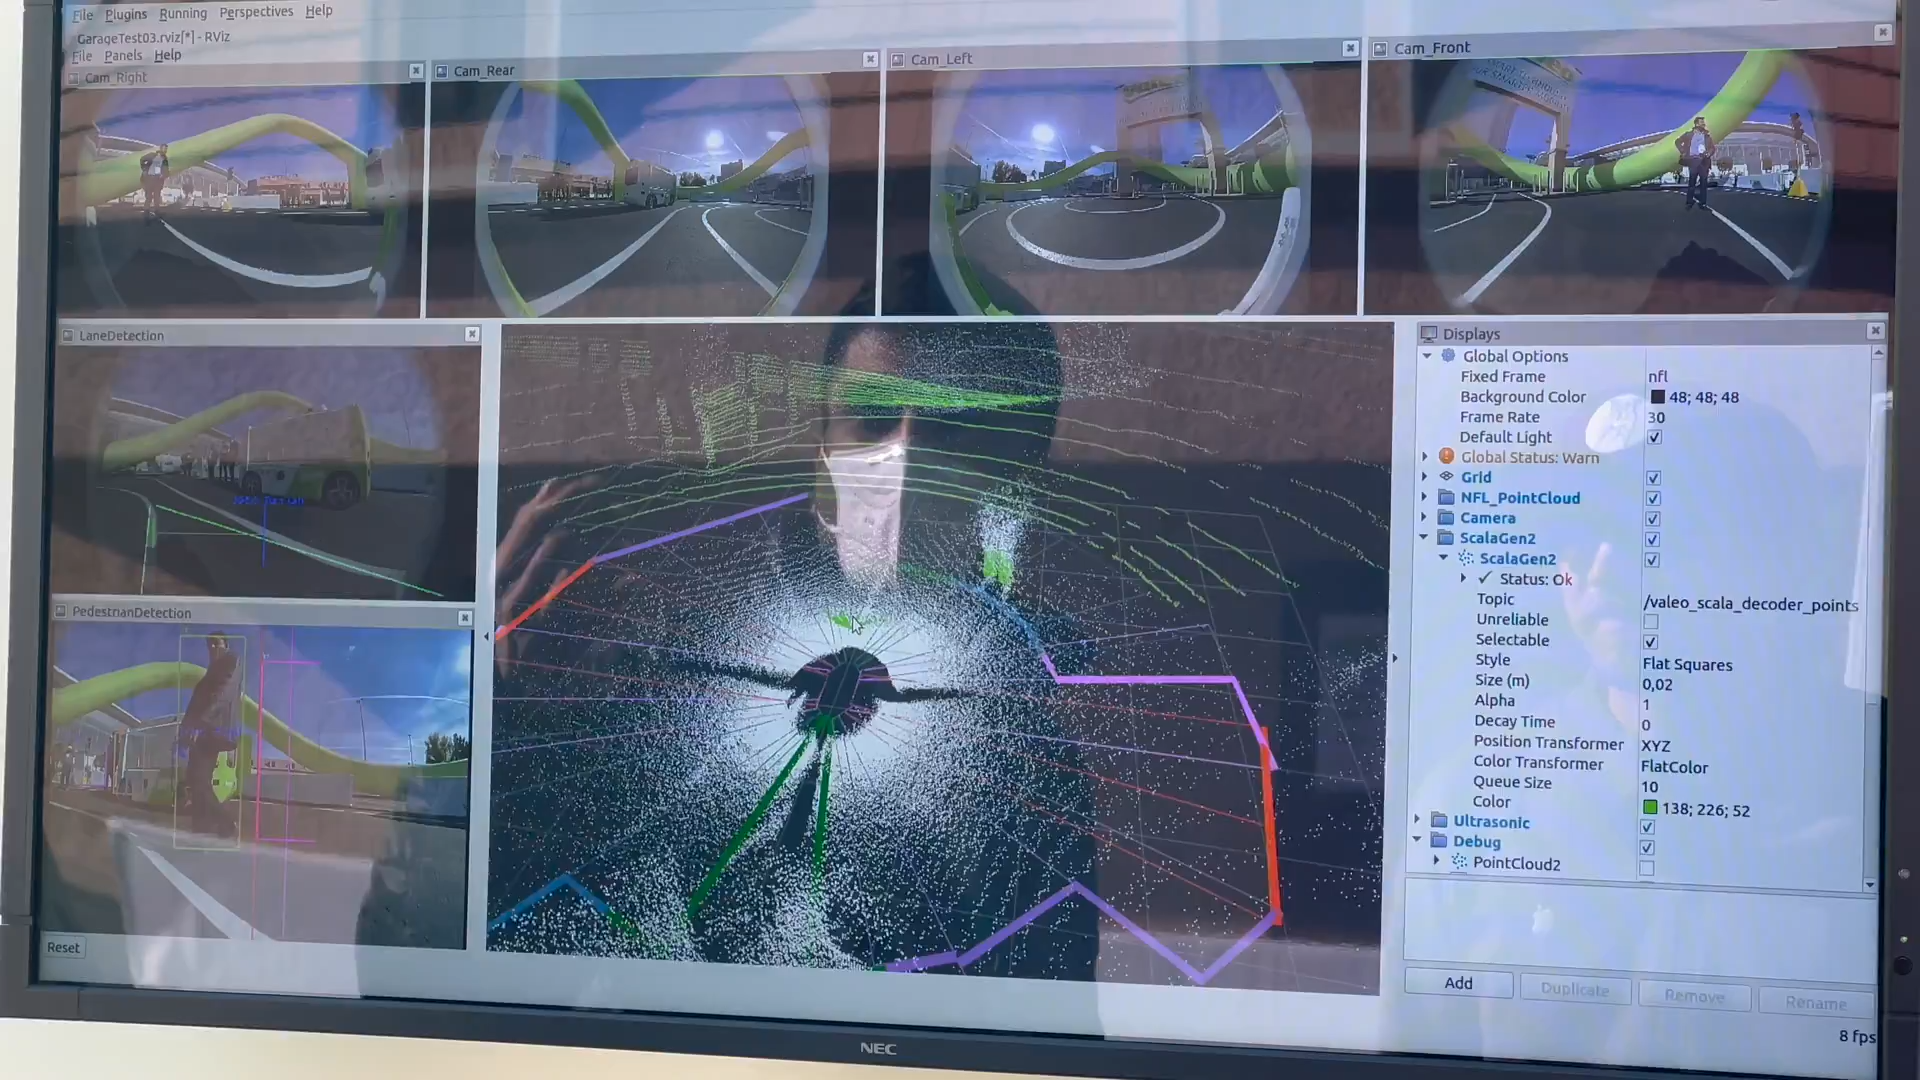 File Plugins Running Perspectives Help
GarageTest03.rviz[*] - RViz
File Panels Help
Cam_Right
Cam_Rear
Cam_Left
Cam_Front
LaneDetection
PedestrianDetection
Reset
Displays
Global Options
Fixed Frame nfl
Background Color 48; 48; 48
Frame Rate 30
Default Light
Global Status: Warn
Grid
NFL_PointCloud
Camera
ScalaGen2
ScalaGen2
Status: Ok
Topic /valeo_scala_decoder_points
Unreliable
Selectable
Style Flat Squares
Size (m) 0,02
Alpha 1
Decay Time 0
Position Transformer XYZ
Color Transformer FlatColor
Queue Size 10
Color 138; 226; 52
Ultrasonic
Debug
PointCloud2
Add Duplicate Remove Rename
8 fps
NEC